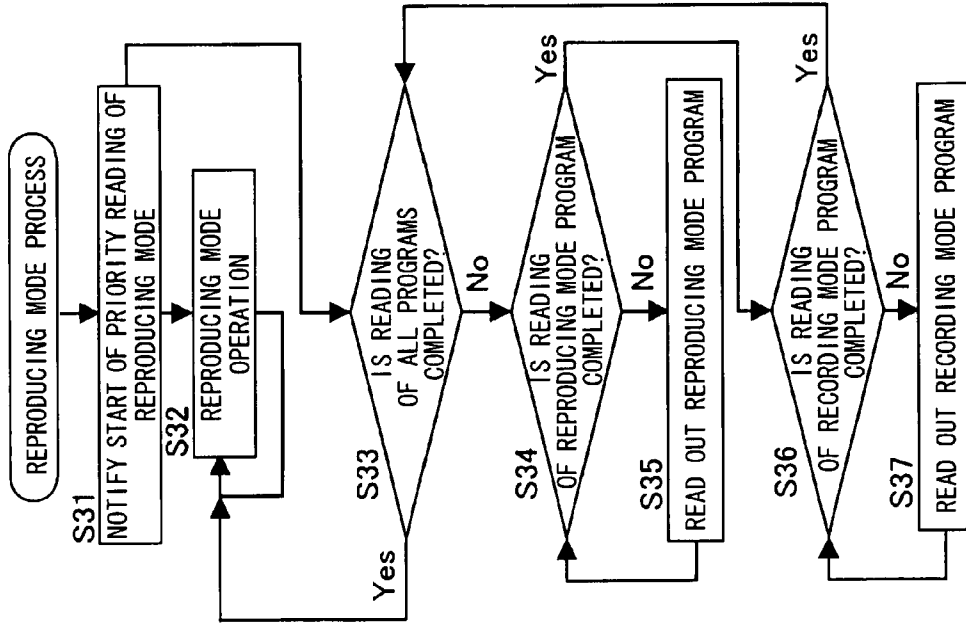 REPRODUCING MODE PROCESS
S31
NOTIFY START OF PRIORITY READING OF
REPRODUCING MODE
S32
REPRODUCING MODE
OPERATION
S33
IS READING
OF ALL PROGRAMS
COMPLETED?
Yes
No
S34
IS READING
OF REPRODUCING MODE PROGRAM
COMPLETED?
Yes
No
S35
READ OUT REPRODUCING MODE PROGRAM
S36
IS READING
OF RECORDING MODE PROGRAM
COMPLETED?
Yes
No
S37
READ OUT RECORDING MODE PROGRAM